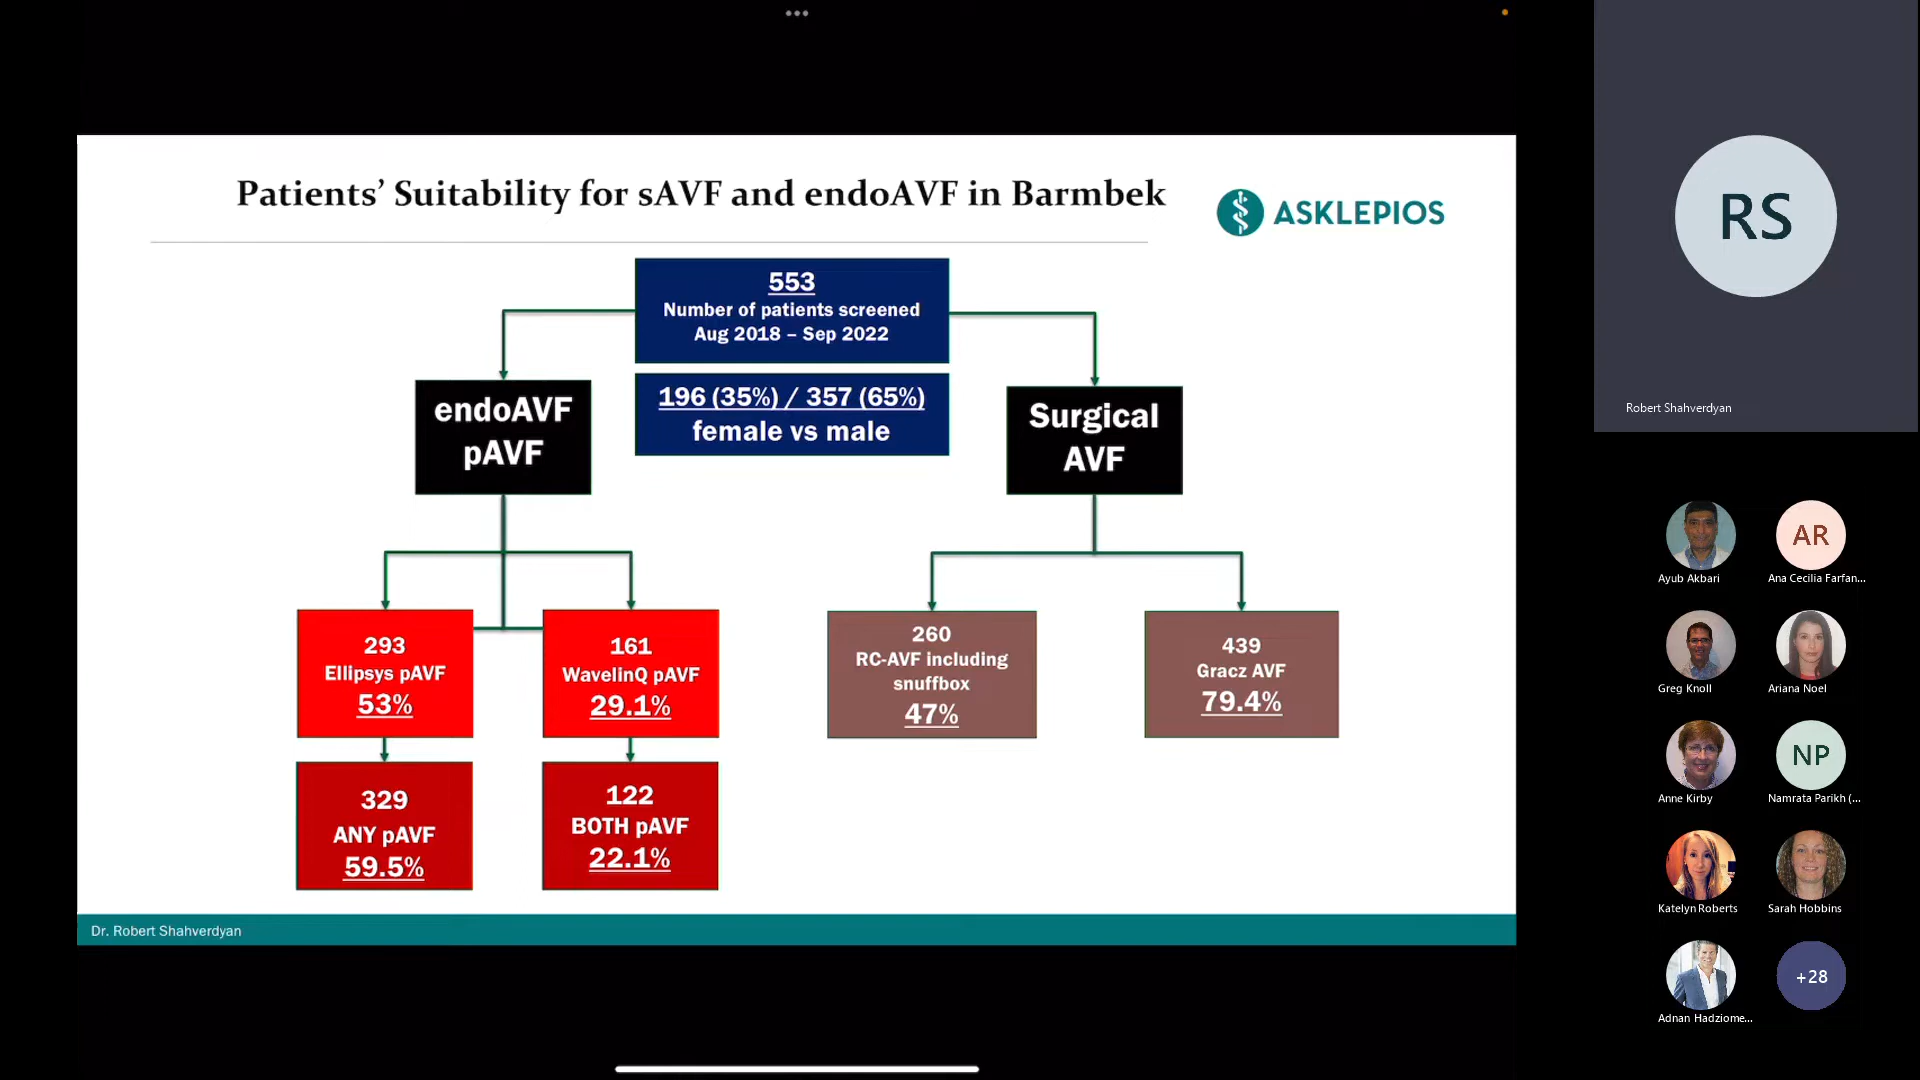 Patients’ Suitability for sAVF and endoAVF in Barmbek
ASKLEPIOS
553
Number of patients screened
Aug 2018 – Sep 2022
196 (35%) / 357 (65%)
female vs male
endoAVF
pAVF
Surgical
AVF
293
Ellipsys pAVF
53%
161
WavelinQ pAVF
29.1%
260
RC-AVF including
snuffbox
47%
439
Gracz AVF
79.4%
329
ANY pAVF
59.5%
122
BOTH pAVF
22.1%
Dr. Robert Shahverdyan
RS
Robert Shahverdyan
Ayub Akbari
AR
Ana Cecilia Farfan...
Greg Knoll
Ariana Noel
Anne Kirby
NP
Namrata Parikh (...
Katelyn Roberts
Sarah Hobbins
Adnan Hadziome...
+28